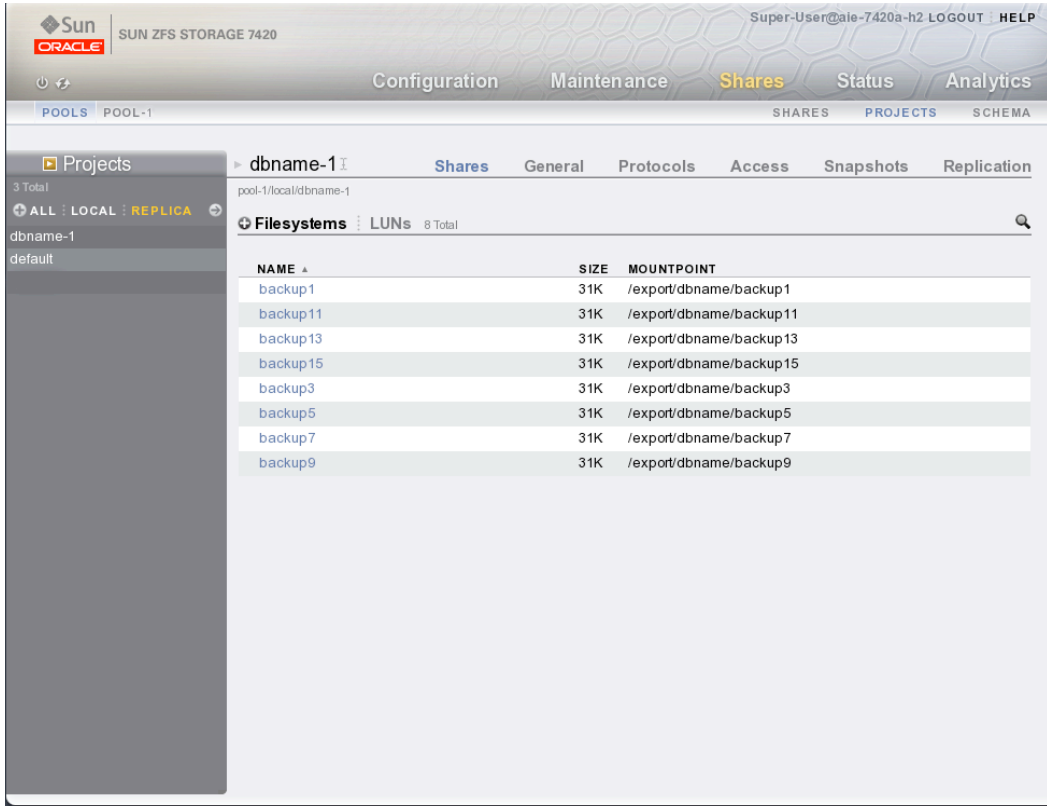 Sun
ORACLE
SUN ZFS STORAGE 7420
Super-User@aie-7420a-h2 LOGOUT HELP
Configuration Maintenance Shares Status Analytics
POOLS POOL-1
SHARES PROJECTS SCHEMA
Projects
3 Total
ALL LOCAL REPLICA
dbname-1
default
dbname-1 Shares General Protocols Access Snapshots Replication
pool-1/local/dbname-1
Filesystems LUNs 8 Total
NAME SIZE MOUNTPOINT
backup1 31K /export/dbname/backup1
backup11 31K /export/dbname/backup11
backup13 31K /export/dbname/backup13
backup15 31K /export/dbname/backup15
backup3 31K /export/dbname/backup3
backup5 31K /export/dbname/backup5
backup7 31K /export/dbname/backup7
backup9 31K /export/dbname/backup9